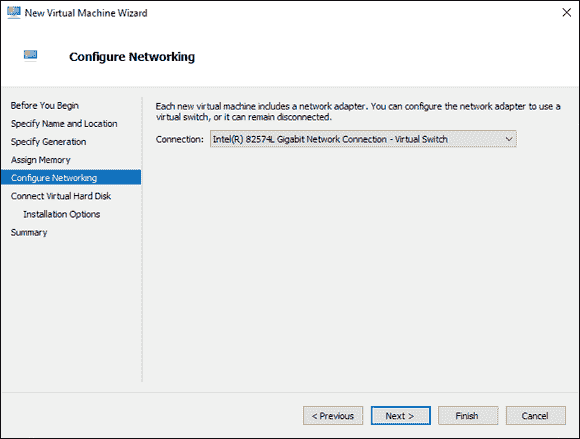 New Virtual Machine Wizard
Configure Networking
Before You Begin
Specify Name and Location
Specify Generation
Assign Memory
Configure Networking
Connect Virtual Hard Disk
Installation Options
Summary
Each new virtual machine includes a network adapter. You can configure the network adapter to use a
virtual switch, or it can remain disconnected.
Connection: Intel(R) 82574L Gigabit Network Connection - Virtual Switch
< Previous Next > Finish Cancel